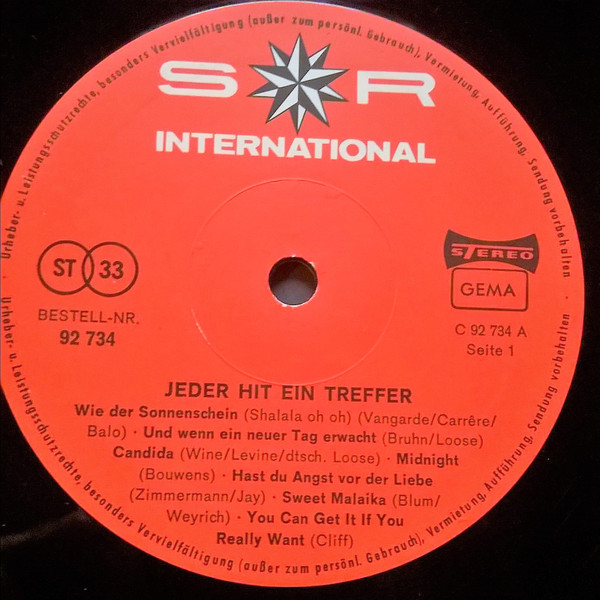 Urheber- u. Leistungsschutzrechte, besonders Vervielfältigung (außer zum persönl. Gebrauch), Vermietung, Aufführung, Sendung vorbehalten ·
S R
INTERNATIONAL
ST 33
BESTELL-NR.
92 734
STEREO
GEMA
C 92 734 A
Seite 1
JEDER HIT EIN TREFFER
Wie der Sonnenschein (Shalala oh oh) (Vangarde/Carrêre/
Balo) · Und wenn ein neuer Tag erwacht (Bruhn/Loose)
Candida (Wine/Levine/dtsch. Loose) · Midnight
(Bouwens) · Hast du Angst vor der Liebe
(Zimmermann/Jay) · Sweet Malaika (Blum/
Weyrich) · You Can Get It If You
Really Want (Cliff)
Urheber- u. Leistungsschutzrechte, besonders Vervielfältigung (außer zum persönl. Gebrauch), Vermietung, Aufführung, Sendung vorbehalten ·